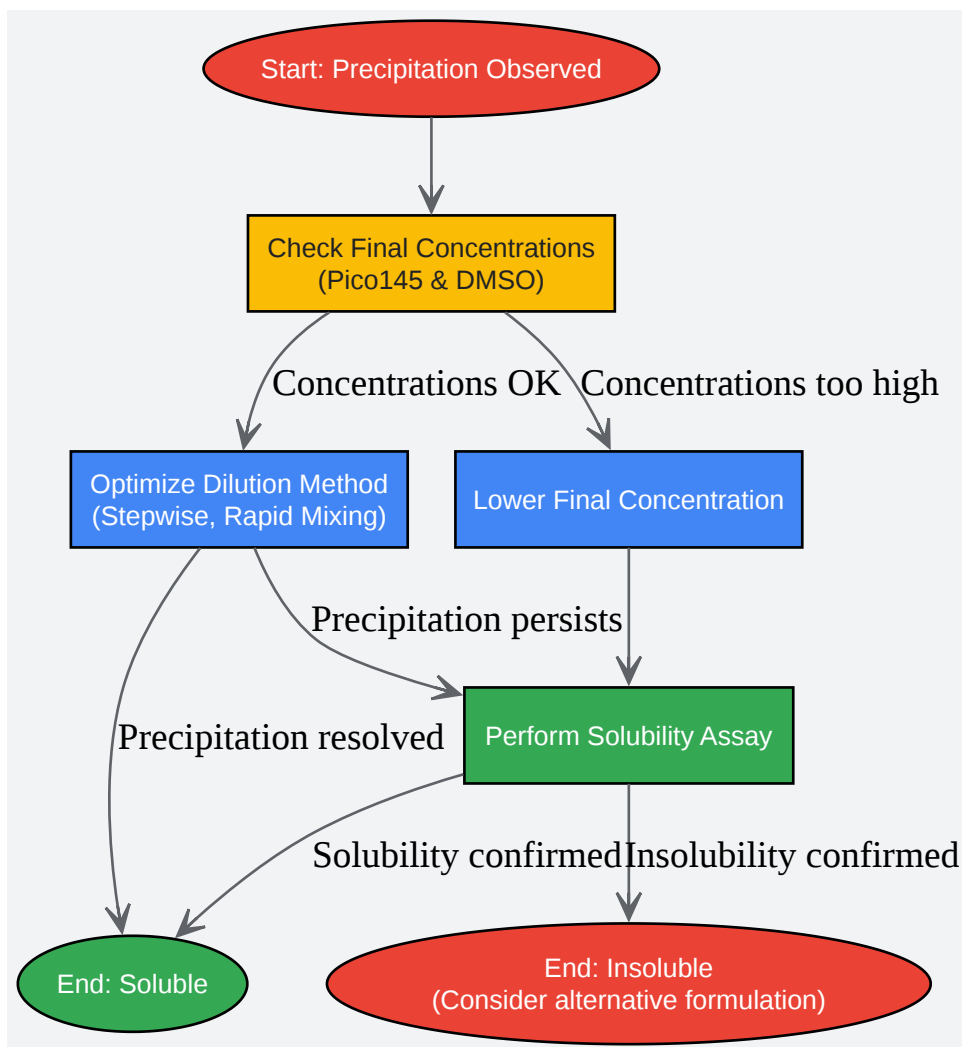 Start: Precipitation Observed
Check Final Concentrations
(Pico145 & DMSO)
Concentrations OK
Concentrations too high
Optimize Dilution Method
(Stepwise, Rapid Mixing)
Lower Final Concentration
Precipitation persists
Precipitation resolved
Perform Solubility Assay
Solubility confirmed
Insolubility confirmed
End: Soluble
End: Insoluble
(Consider alternative formulation)